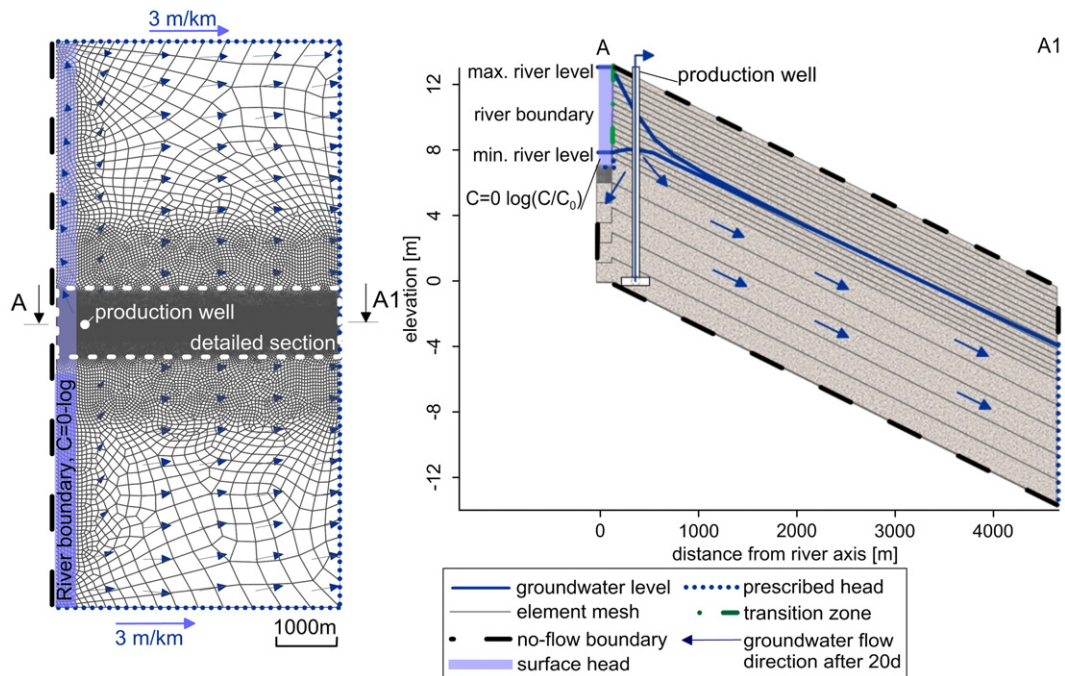 3 m/km
A
A1
production well
detailed section
River boundary, C=0-log
3 m/km
1000m
A
A1
max. river level
production well
river boundary
min. river level
C=0 log(C/C₀)
elevation [m]
12
8
4
0
-4
-8
-12
0
1000
2000
3000
4000
distance from river axis [m]
groundwater level
element mesh
no-flow boundary
surface head
prescribed head
transition zone
groundwater flow
direction after 20d